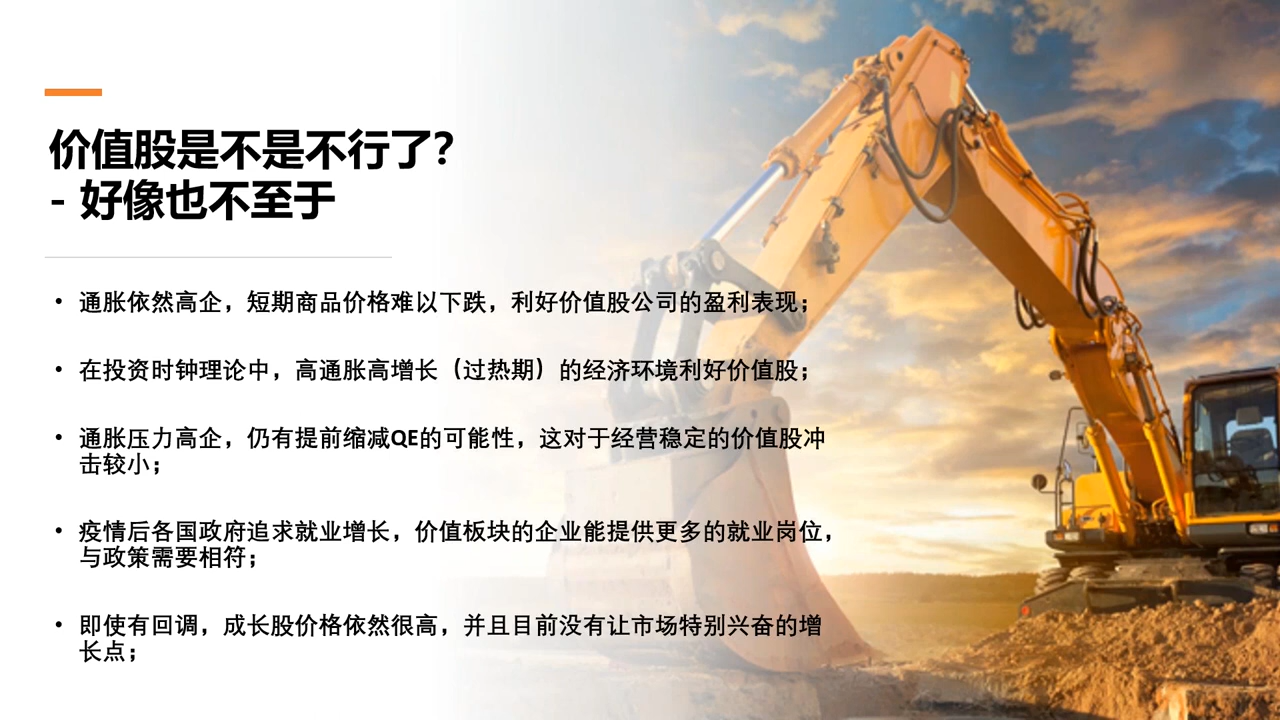 价值股是不是不行了？
- 好像也不至于
• 通胀依然高企，短期商品价格难以下跌，利好价值股公司的盈利表现；
• 在投资时钟理论中，高通胀高增长（过热期）的经济环境利好价值股；
• 通胀压力高企，仍有提前缩减QE的可能性，这对于经营稳定的价值股冲
击较小；
• 疫情后各国政府追求就业增长，价值板块的企业能提供更多的就业岗位，
与政策需要相符；
• 即使有回调，成长股价格依然很高，并且目前没有让市场特别兴奋的增
长点；